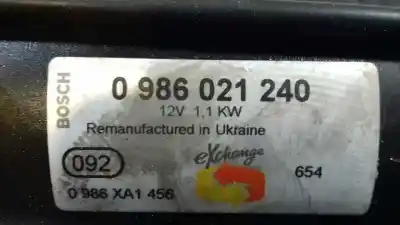 BOSCH
0 986 021 240
12V 1,1 KW
Remanufactured in Ukraine
eXchange
092
654
0 986 XA1 456